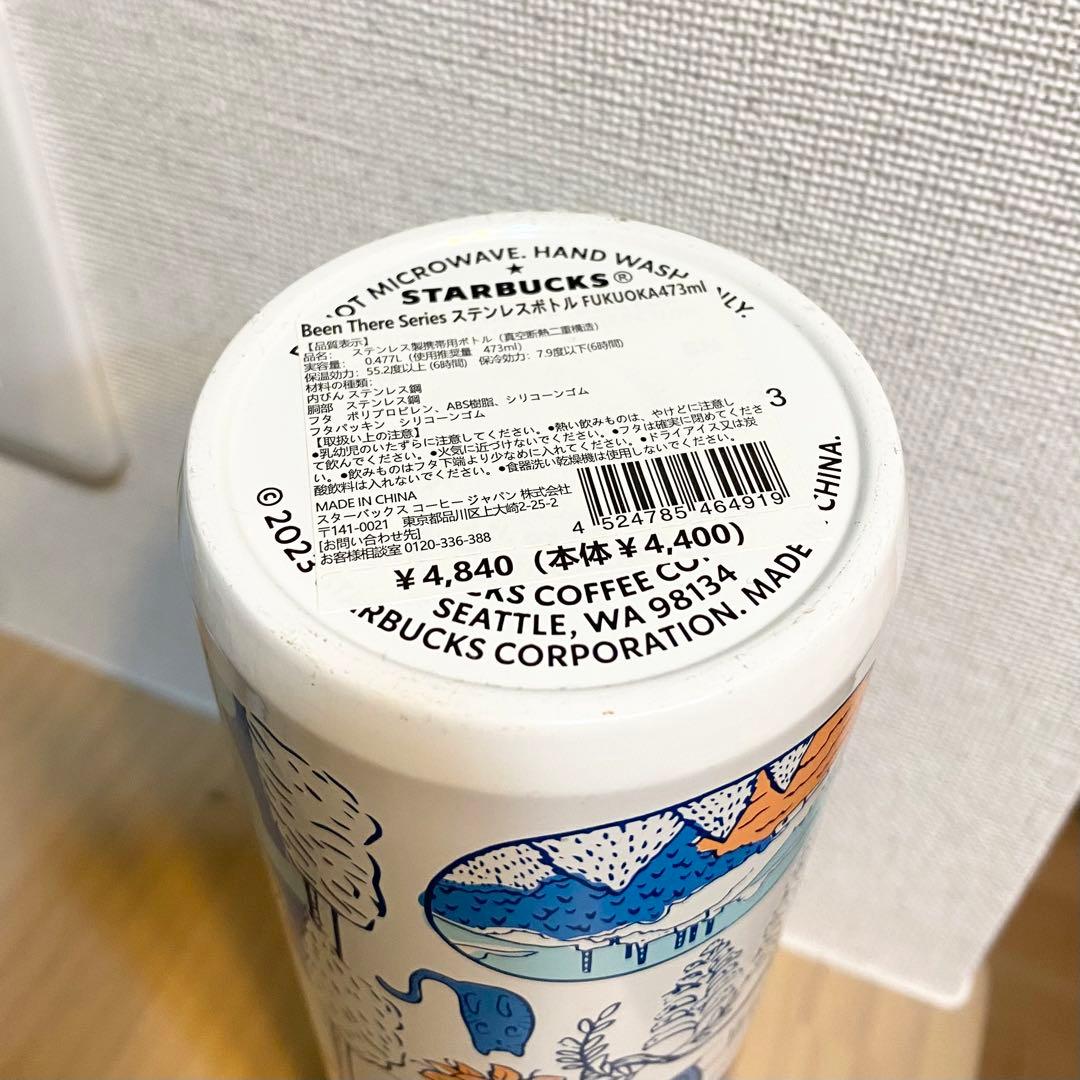 OT MICROWAVE. HAND WASH NLY.
STARBUCKS®
Been There Series ステンレスボトル FUKUOKA473ml
【品質表示】
品名: ステンレス製携帯用ボトル（真空断熱二重構造）
実容量: 0.477L（使用推奨量 473ml）
保温効力: 55.2度以上(6時間) 保冷効力: 7.9度以下(6時間)
材料の種類:
内びん ステンレス鋼
胴部 ステンレス鋼
フタ ポリプロピレン、ABS樹脂、シリコーンゴム
フタパッキン シリコーンゴム
3
【取扱い上の注意】
●乳幼児のいたずらに注意してください。●熱い飲みものは、やけどに注意し
て飲んでください。●火気に近づけないでください。●フタは確実に閉めてくださ
い。●飲みものはフタ下端より少なめに入れてください。●ドライアイス又は炭
酸飲料は入れないでください。●食器洗い乾燥機は使用しないでください。
MADE IN CHINA
スターバックス コーヒー ジャパン 株式会社
〒141-0021 東京都品川区上大崎2-25-2
[お問い合わせ先]
お客様相談室 0120-336-388
4 524785 464919
¥4,840（本体¥4,400）
COFFEE CO
SEATTLE, WA 98134
© 2023 RBUCKS CORPORATION. MADE CHINA.